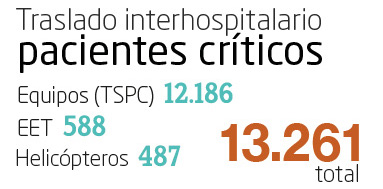 Traslado interhospitalario
pacientes críticos
Equipos (TSPC) 12.186
EET 588
Helicópteros 487
13.261
total